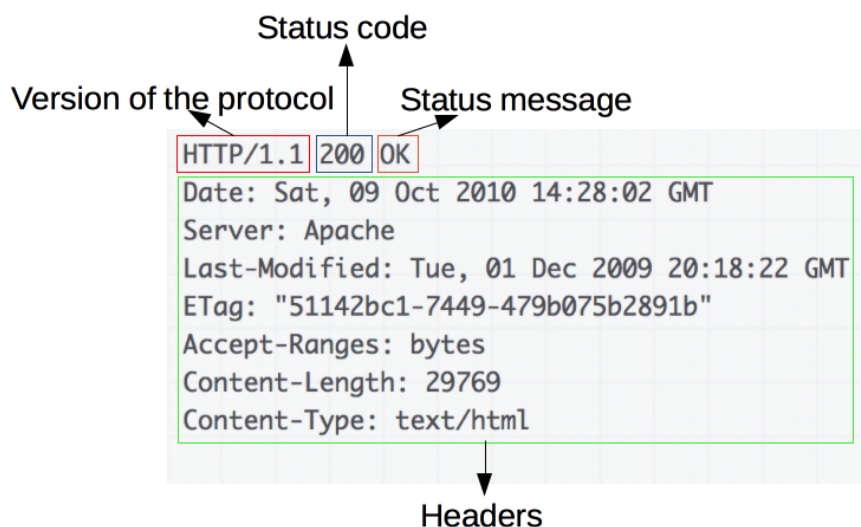 Status code
Version of the protocol
Status message
HTTP/1.1 200 OK
Date: Sat, 09 Oct 2010 14:28:02 GMT
Server: Apache
Last-Modified: Tue, 01 Dec 2009 20:18:22 GMT
ETag: "51142bc1-7449-479b075b2891b"
Accept-Ranges: bytes
Content-Length: 29769
Content-Type: text/html
Headers